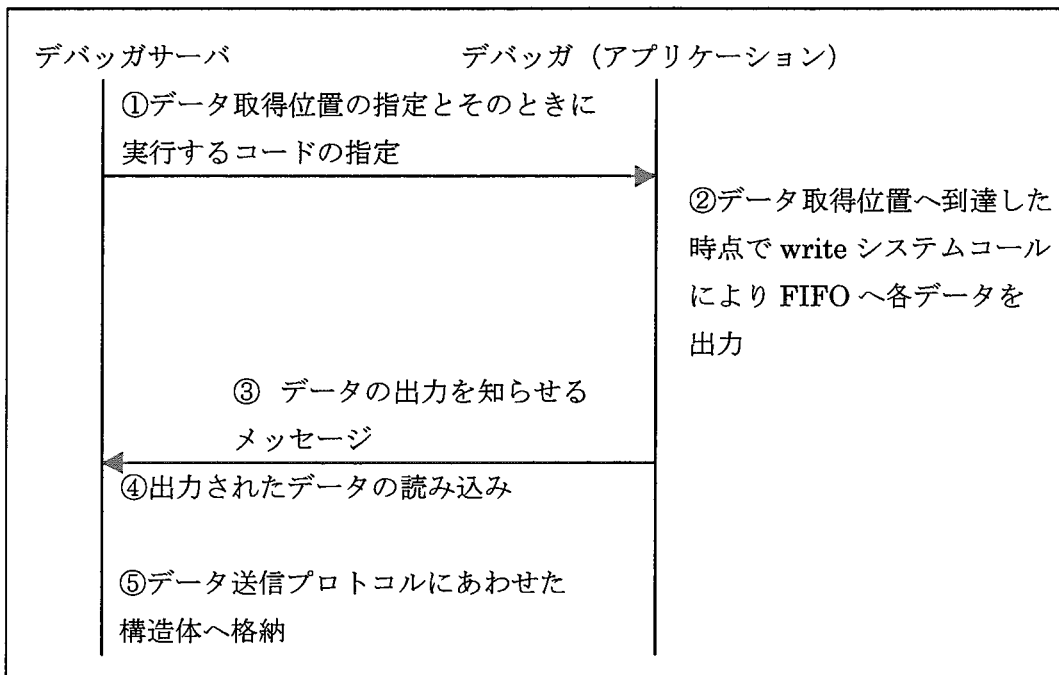 デバッガサーバ
デバッガ（アプリケーション）
①データ取得位置の指定とそのときに
実行するコードの指定
②データ取得位置へ到達した
時点で write システムコール
により FIFO へ各データを
出力
③ データの出力を知らせる
メッセージ
④出力されたデータの読み込み
⑤データ送信プロトコルにあわせた
構造体へ格納